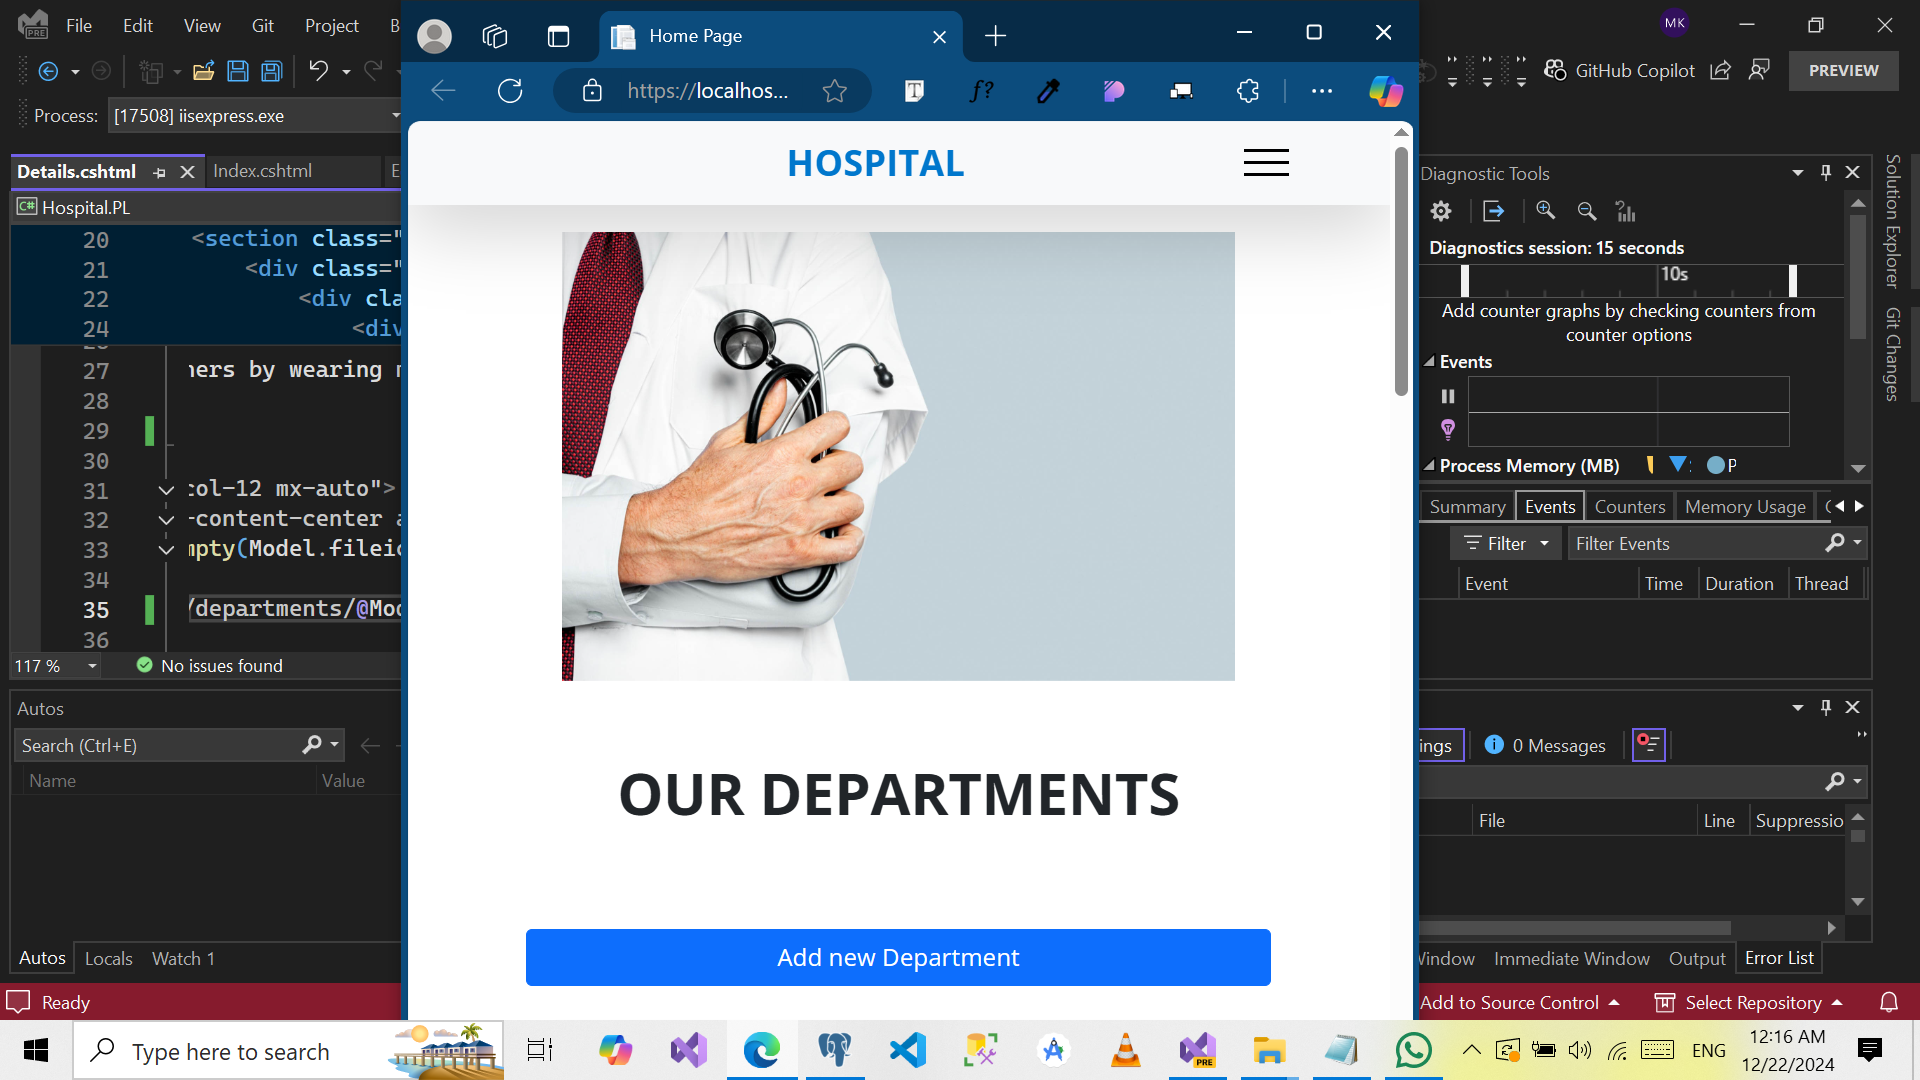 File Edit View Git Project B
MK
Home Page
https://localhos...
GitHub Copilot
PREVIEW
Process: [17508] iisexpress.exe
Details.cshtml Index.cshtml E
C# Hospital.PL
20 <section class="
21 <div class="
22 <div cla
24 <div
27 hers by wearing m
28
29
30
31 col-12 mx-auto">
32 -content-center a
33 mpty(Model.fileic
34
35 /departments/@Mod
36
117 % No issues found
Autos
Search (Ctrl+E)
Name Value
Autos Locals Watch 1
Ready
HOSPITAL
OUR DEPARTMENTS
Add new Department
Diagnostic Tools
Diagnostics session: 15 seconds
10s
Add counter graphs by checking counters from
counter options
Events
Process Memory (MB) P
Summary Events Counters Memory Usage
Filter Filter Events
Event Time Duration Thread
ings 0 Messages
File Line Suppressio
Window Immediate Window Output Error List
Add to Source Control Select Repository
Solution Explorer
Git Changes
Type here to search
PRE
ENG
12:16 AM
12/22/2024